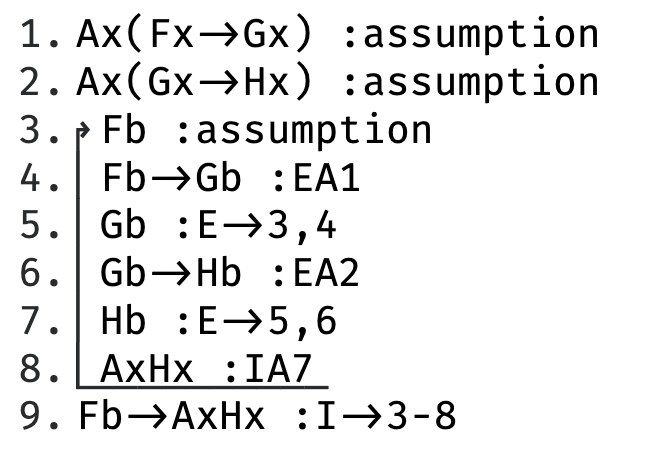 1. Ax(Fx→Gx) :assumption
2. Ax(Gx→Hx) :assumption
3. Fb :assumption
4. Fb→Gb :EA1
5. Gb :E→3,4
6. Gb→Hb :EA2
7. Hb :E→5,6
8. AxHx :IA7
9. Fb→AxHx :I→3-8